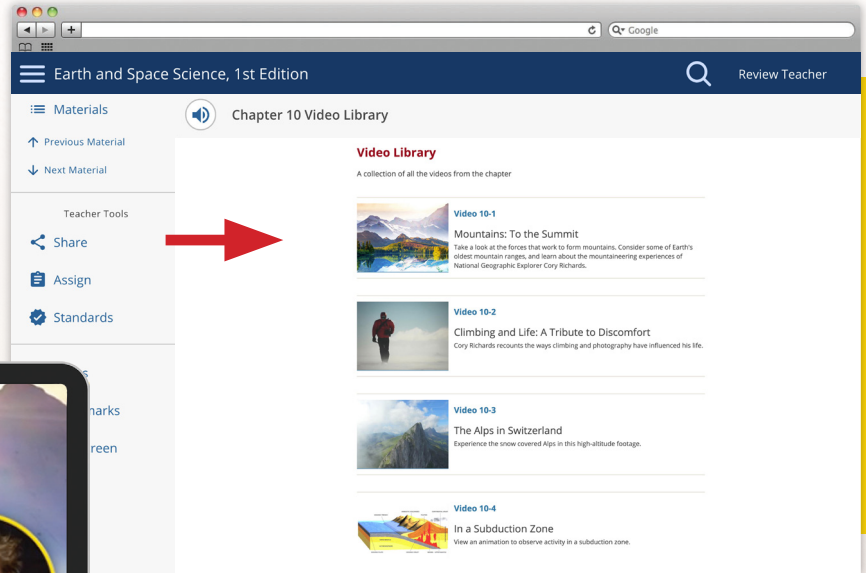 Google
Earth and Space Science, 1st Edition
Review Teacher
Materials
Previous Material
Next Material
Teacher Tools
Share
Assign
Standards
Chapter 10 Video Library
Video Library
A collection of all the videos from the chapter
Video 10-1
Mountains: To the Summit
Take a look at the forces that work to form mountains. Consider some of Earth's
oldest mountain ranges, and learn about the mountaineering experiences of
National Geographic Explorer Cory Richards.
Video 10-2
Climbing and Life: A Tribute to Discomfort
Cory Richards recounts the ways climbing and photography have influenced his life.
Video 10-3
The Alps in Switzerland
Experience the snow covered Alps in this high-altitude footage.
Video 10-4
In a Subduction Zone
View an animation to observe activity in a subduction zone.